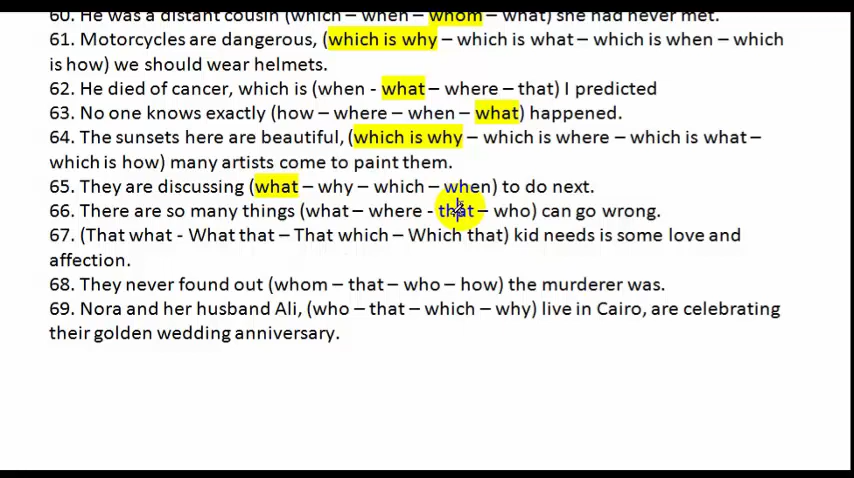 60. He was a distant cousin (which – when – whom – what) she had never met.
61. Motorcycles are dangerous, (which is why – which is what – which is when – which
is how) we should wear helmets.
62. He died of cancer, which is (when - what – where – that) I predicted
63. No one knows exactly (how – where – when – what) happened.
64. The sunsets here are beautiful, (which is why – which is where – which is what –
which is how) many artists come to paint them.
65. They are discussing (what – why – which – when) to do next.
66. There are so many things (what – where - that – who) can go wrong.
67. (That what - What that – That which – Which that) kid needs is some love and
affection.
68. They never found out (whom – that – who – how) the murderer was.
69. Nora and her husband Ali, (who – that – which – why) live in Cairo, are celebrating
their golden wedding anniversary.